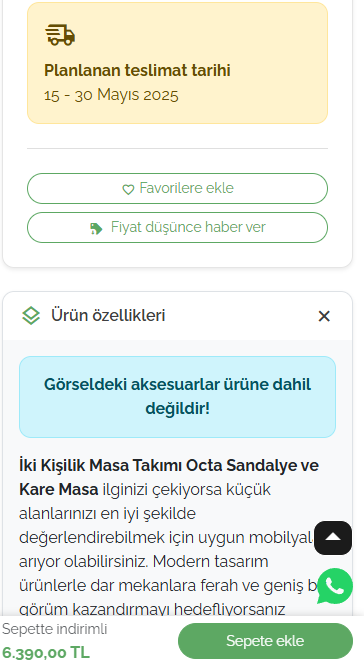 Planlanan teslimat tarihi
15 - 30 Mayıs 2025
Favorilere ekle
Fiyat düşünce haber ver
Ürün özellikleri
Görseldeki aksesuarlar ürüne dahil
değildir!
İki Kişilik Masa Takımı Octa Sandalye ve
Kare Masa ilginizi çekiyorsa küçük
alanlarınızı en iyi şekilde
değerlendirebilmek için uygun mobilyal
arıyor olabilirsiniz. Modern tasarım
ürünlerle dar mekanlara ferah ve geniş b
görüm kazandırmayı hedefliyorsanız
Sepette indirimli
6.390,00 TL
Sepete ekle